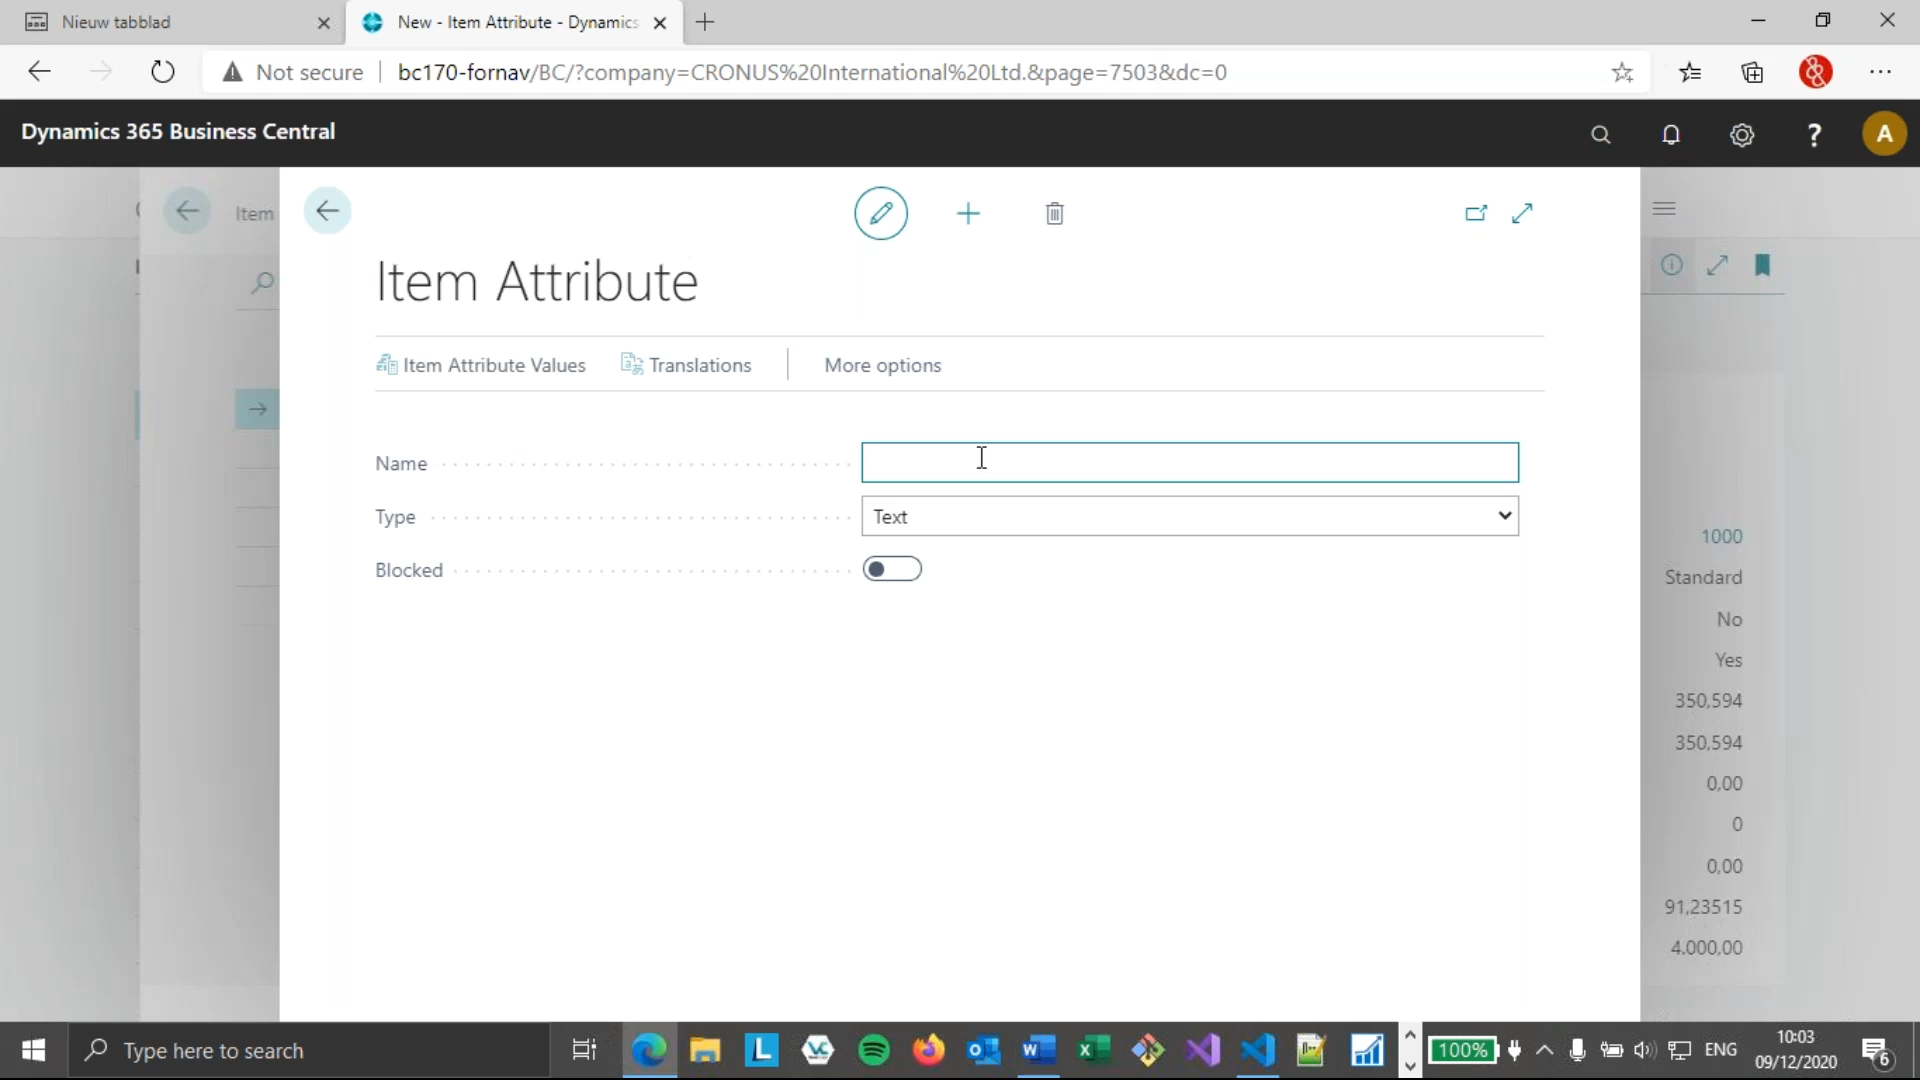 Nieuw tabblad
New - Item Attribute - Dynamics
Not secure
bc170-fornav/BC/?company=CRONUS%20International%20Ltd.&page=7503&dc=0
Dynamics 365 Business Central
?
A
Item
Item Attribute
Item Attribute Values
Translations
More options
Name
Type
Text
Blocked
1000
Standard
No
Yes
350,594
350,594
0,00
0
0,00
91,23515
4.000,00
Type here to search
100%
ENG
10:03
09/12/2020
6